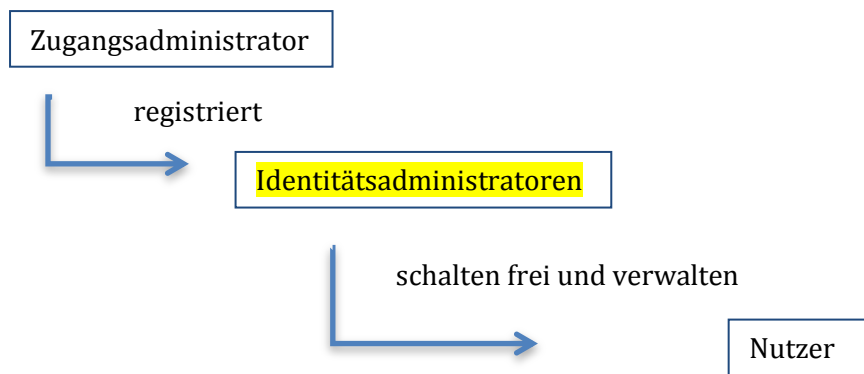 Zugangsadministrator
registriert
Identitätsadministratoren
schalten frei und verwalten
Nutzer